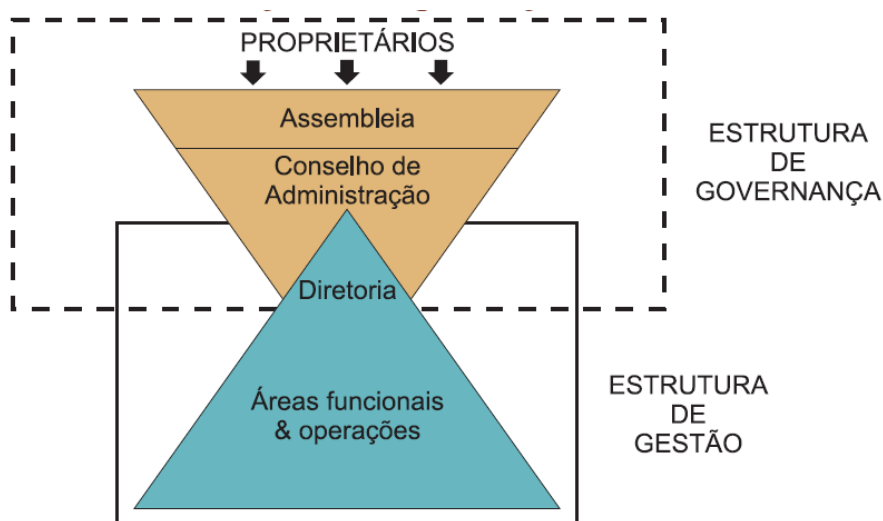 PROPRIETÁRIOS
Assembleia
Conselho de
Administração
ESTRUTURA
DE
GOVERNANÇA
Diretoria
Áreas funcionais
& operações
ESTRUTURA
DE
GESTÃO